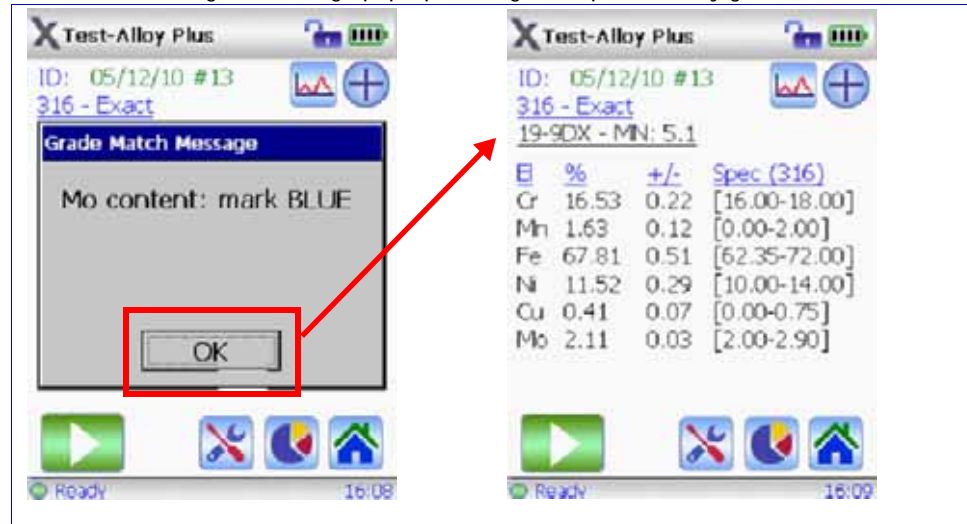 Test-Alloy Plus
ID: 05/12/10 #13
316 - Exact
Grade Match Message
Mo content: mark BLUE
OK
Ready 16:08
Test-Alloy Plus
ID: 05/12/10 #13
316 - Exact
19-9DX - MN: 5.1
El % +/- Spec (316)
Cr 16.53 0.22 [16.00-18.00]
Mn 1.63 0.12 [0.00-2.00]
Fe 67.81 0.51 [62.35-72.00]
Ni 11.52 0.29 [10.00-14.00]
Cu 0.41 0.07 [0.00-0.75]
Mo 2.11 0.03 [2.00-2.90]
Ready 16:09